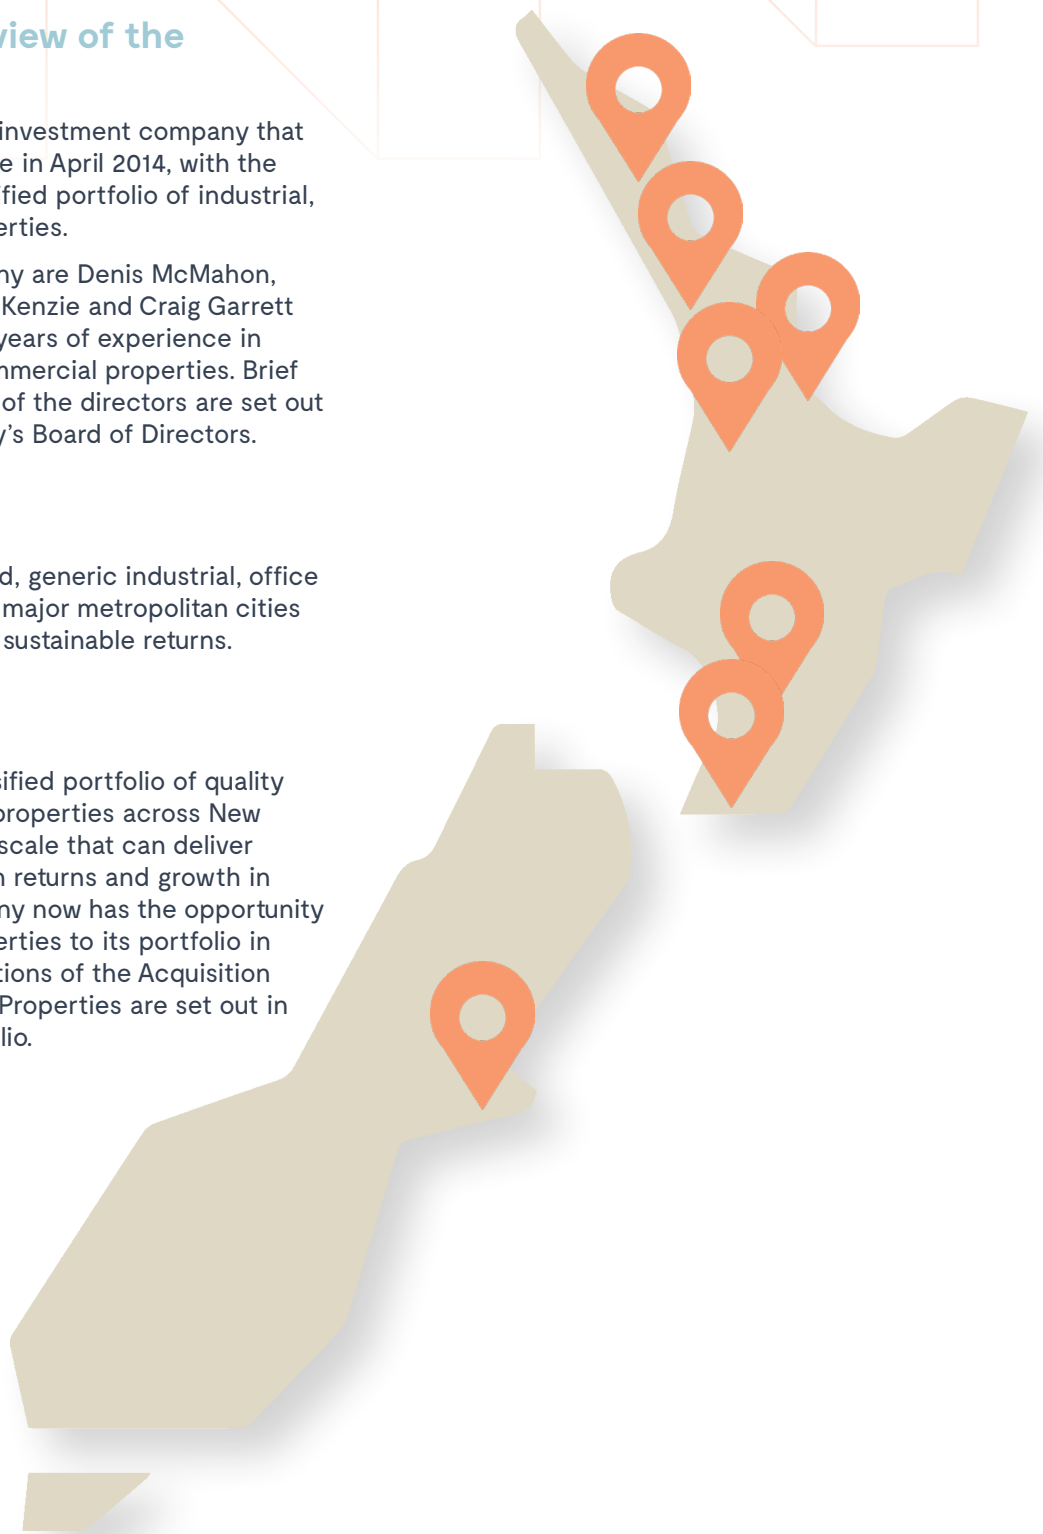 view of the
investment company that
e in April 2014, with the
fied portfolio of industrial,
erties.
ny are Denis McMahon,
Kenzie and Craig Garrett
years of experience in
mmercial properties. Brief
of the directors are set out
y’s Board of Directors.
d, generic industrial, office
major metropolitan cities
sustainable returns.
sified portfolio of quality
properties across New
scale that can deliver
n returns and growth in
ny now has the opportunity
erties to its portfolio in
tions of the Acquisition
Properties are set out in
lio.